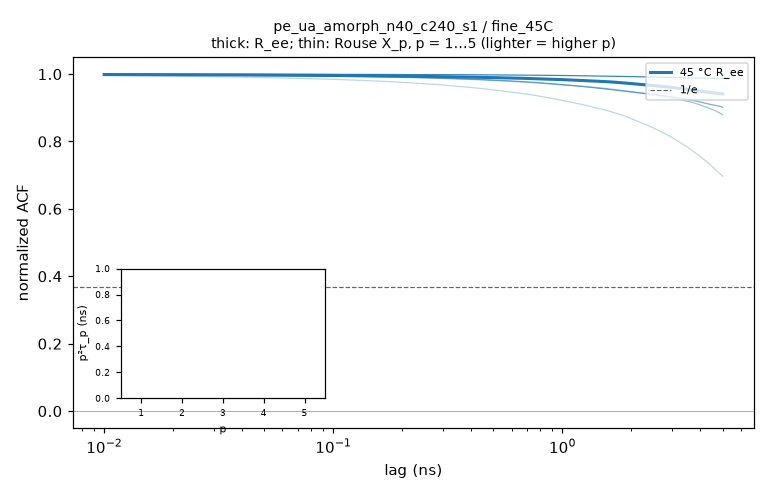 pe_ua_amorph_n40_c240_s1 / fine_45C
thick: R_ee; thin: Rouse X_p, p = 1…5 (lighter = higher p)
45 °C R_ee
1/e
normalized ACF
1.0
0.8
0.6
0.4
0.2
0.0
p²τ_p (ns)
1.0
0.8
0.6
0.4
0.2
0.0
1 2 3 4 5
p
10⁻² 10⁻¹ 10⁰
lag (ns)